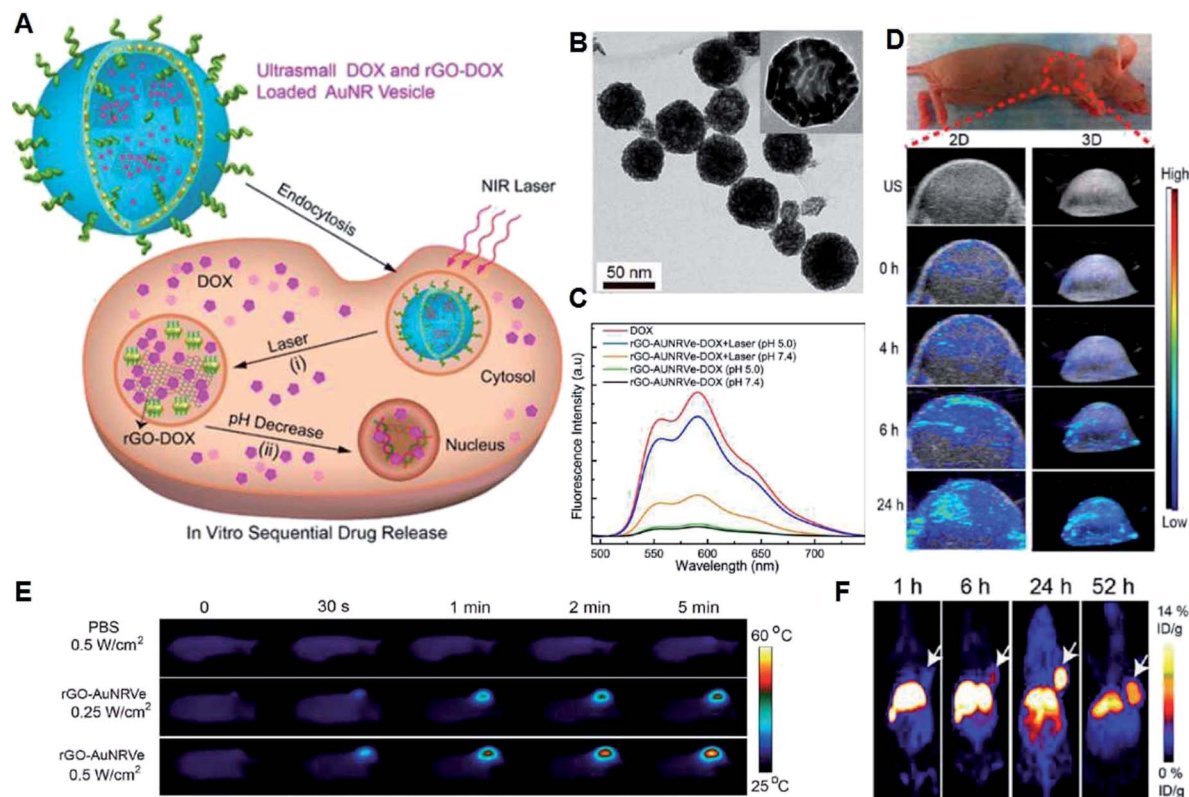 A
Ultrasmall DOX and rGO-DOX
Loaded AuNR Vesicle
Endocytosis
NIR Laser
DOX
Laser
(i)
Cytosol
rGO-DOX
pH Decrease
(ii)
Nucleus
In Vitro Sequential Drug Release
B
50 nm
C
DOX
rGO-AUNRVe-DOX+Laser (pH 5.0)
rGO-AUNRVe-DOX+Laser (pH 7.4)
rGO-AUNRVe-DOX (pH 5.0)
rGO-AUNRVe-DOX (pH 7.4)
Fluorescence Intensity (a.u)
500 550 600 650 700
Wavelength (nm)
D
2D 3D
US
0 h
4 h
6 h
24 h
High
Low
E
0 30 s 1 min 2 min 5 min
PBS
0.5 W/cm²
rGO-AuNRVe
0.25 W/cm²
rGO-AuNRVe
0.5 W/cm²
60 °C
25 °C
F
1 h 6 h 24 h 52 h
14 %
ID/g
0 %
ID/g